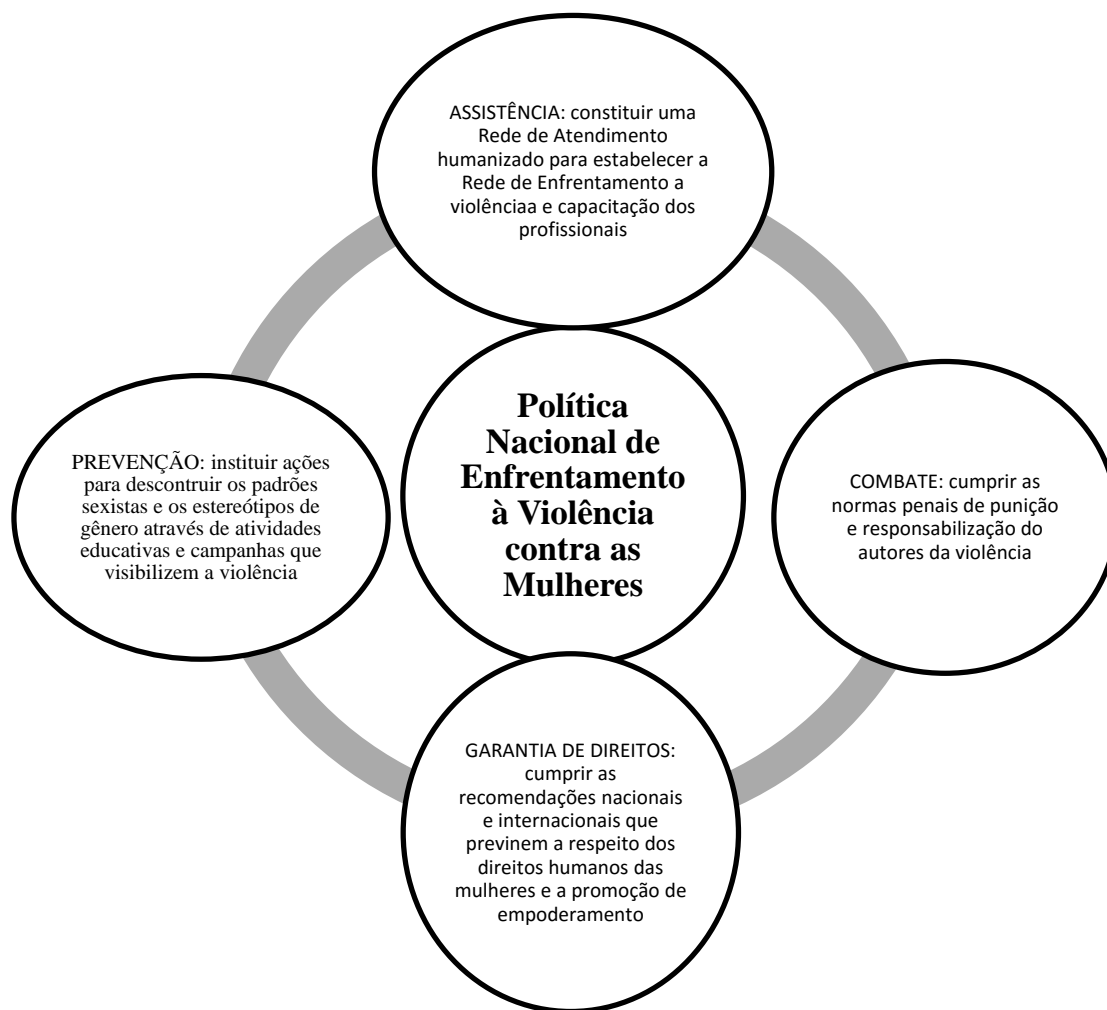 ASSISTÊNCIA: constituir uma
Rede de Atendimento
humanizado para estabelecer a
Rede de Enfrentamento a
violênciaa e capacitação dos
profissionais
Política
Nacional de
Enfrentamento
à Violência
contra as
Mulheres
PREVENÇÃO: instituir ações
para descontruir os padrões
sexistas e os estereótipos de
gênero através de atividades
educativas e campanhas que
visibilizem a violência
COMBATE: cumprir as
normas penais de punição
e responsabilização do
autores da violência
GARANTIA DE DIREITOS:
cumprir as
recomendações nacionais
e internacionais que
previnem a respeito dos
direitos humanos das
mulheres e a promoção de
empoderamento